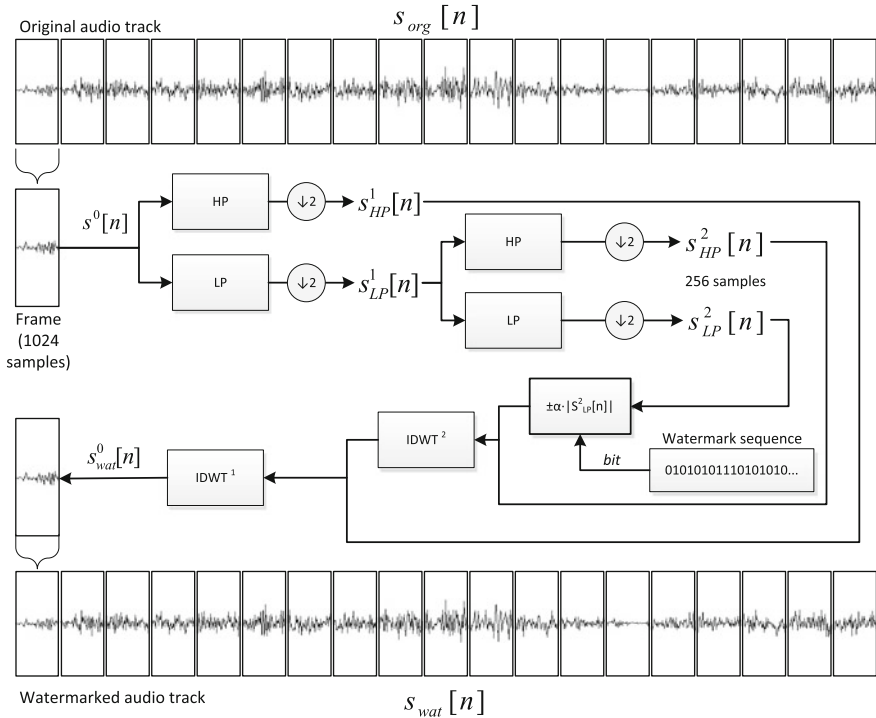 Original audio track
s_org [n]
s^0[n]
HP
↓2
s^1_HP[n]
LP
↓2
s^1_LP[n]
HP
↓2
s^2_HP [n]
256 samples
LP
↓2
s^2_LP [n]
Frame
(1024
samples)
±α·|S^2_LP[n]|
Watermark sequence
01010101110101010...
bit
IDWT ^2
IDWT ^1
s^0_wat[n]
Watermarked audio track
s_wat [n]